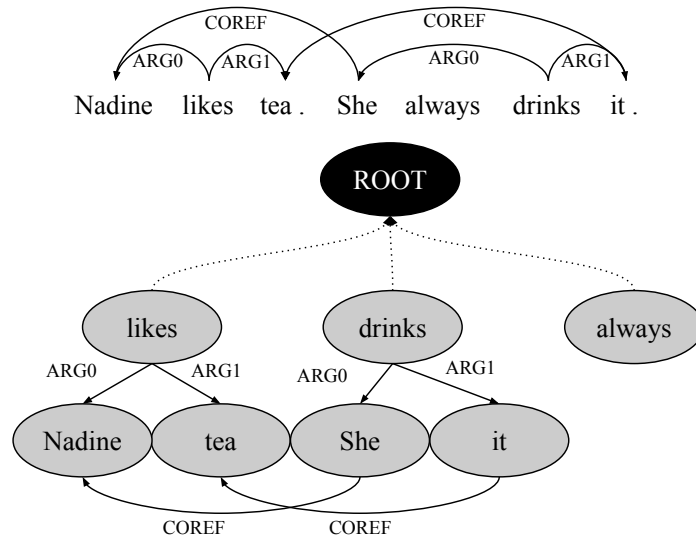 COREF COREF
ARG0 ARG1 ARG0 ARG1
Nadine likes tea . She always drinks it .
ROOT
likes drinks always
ARG0 ARG1 ARG0 ARG1
Nadine tea She it
COREF COREF